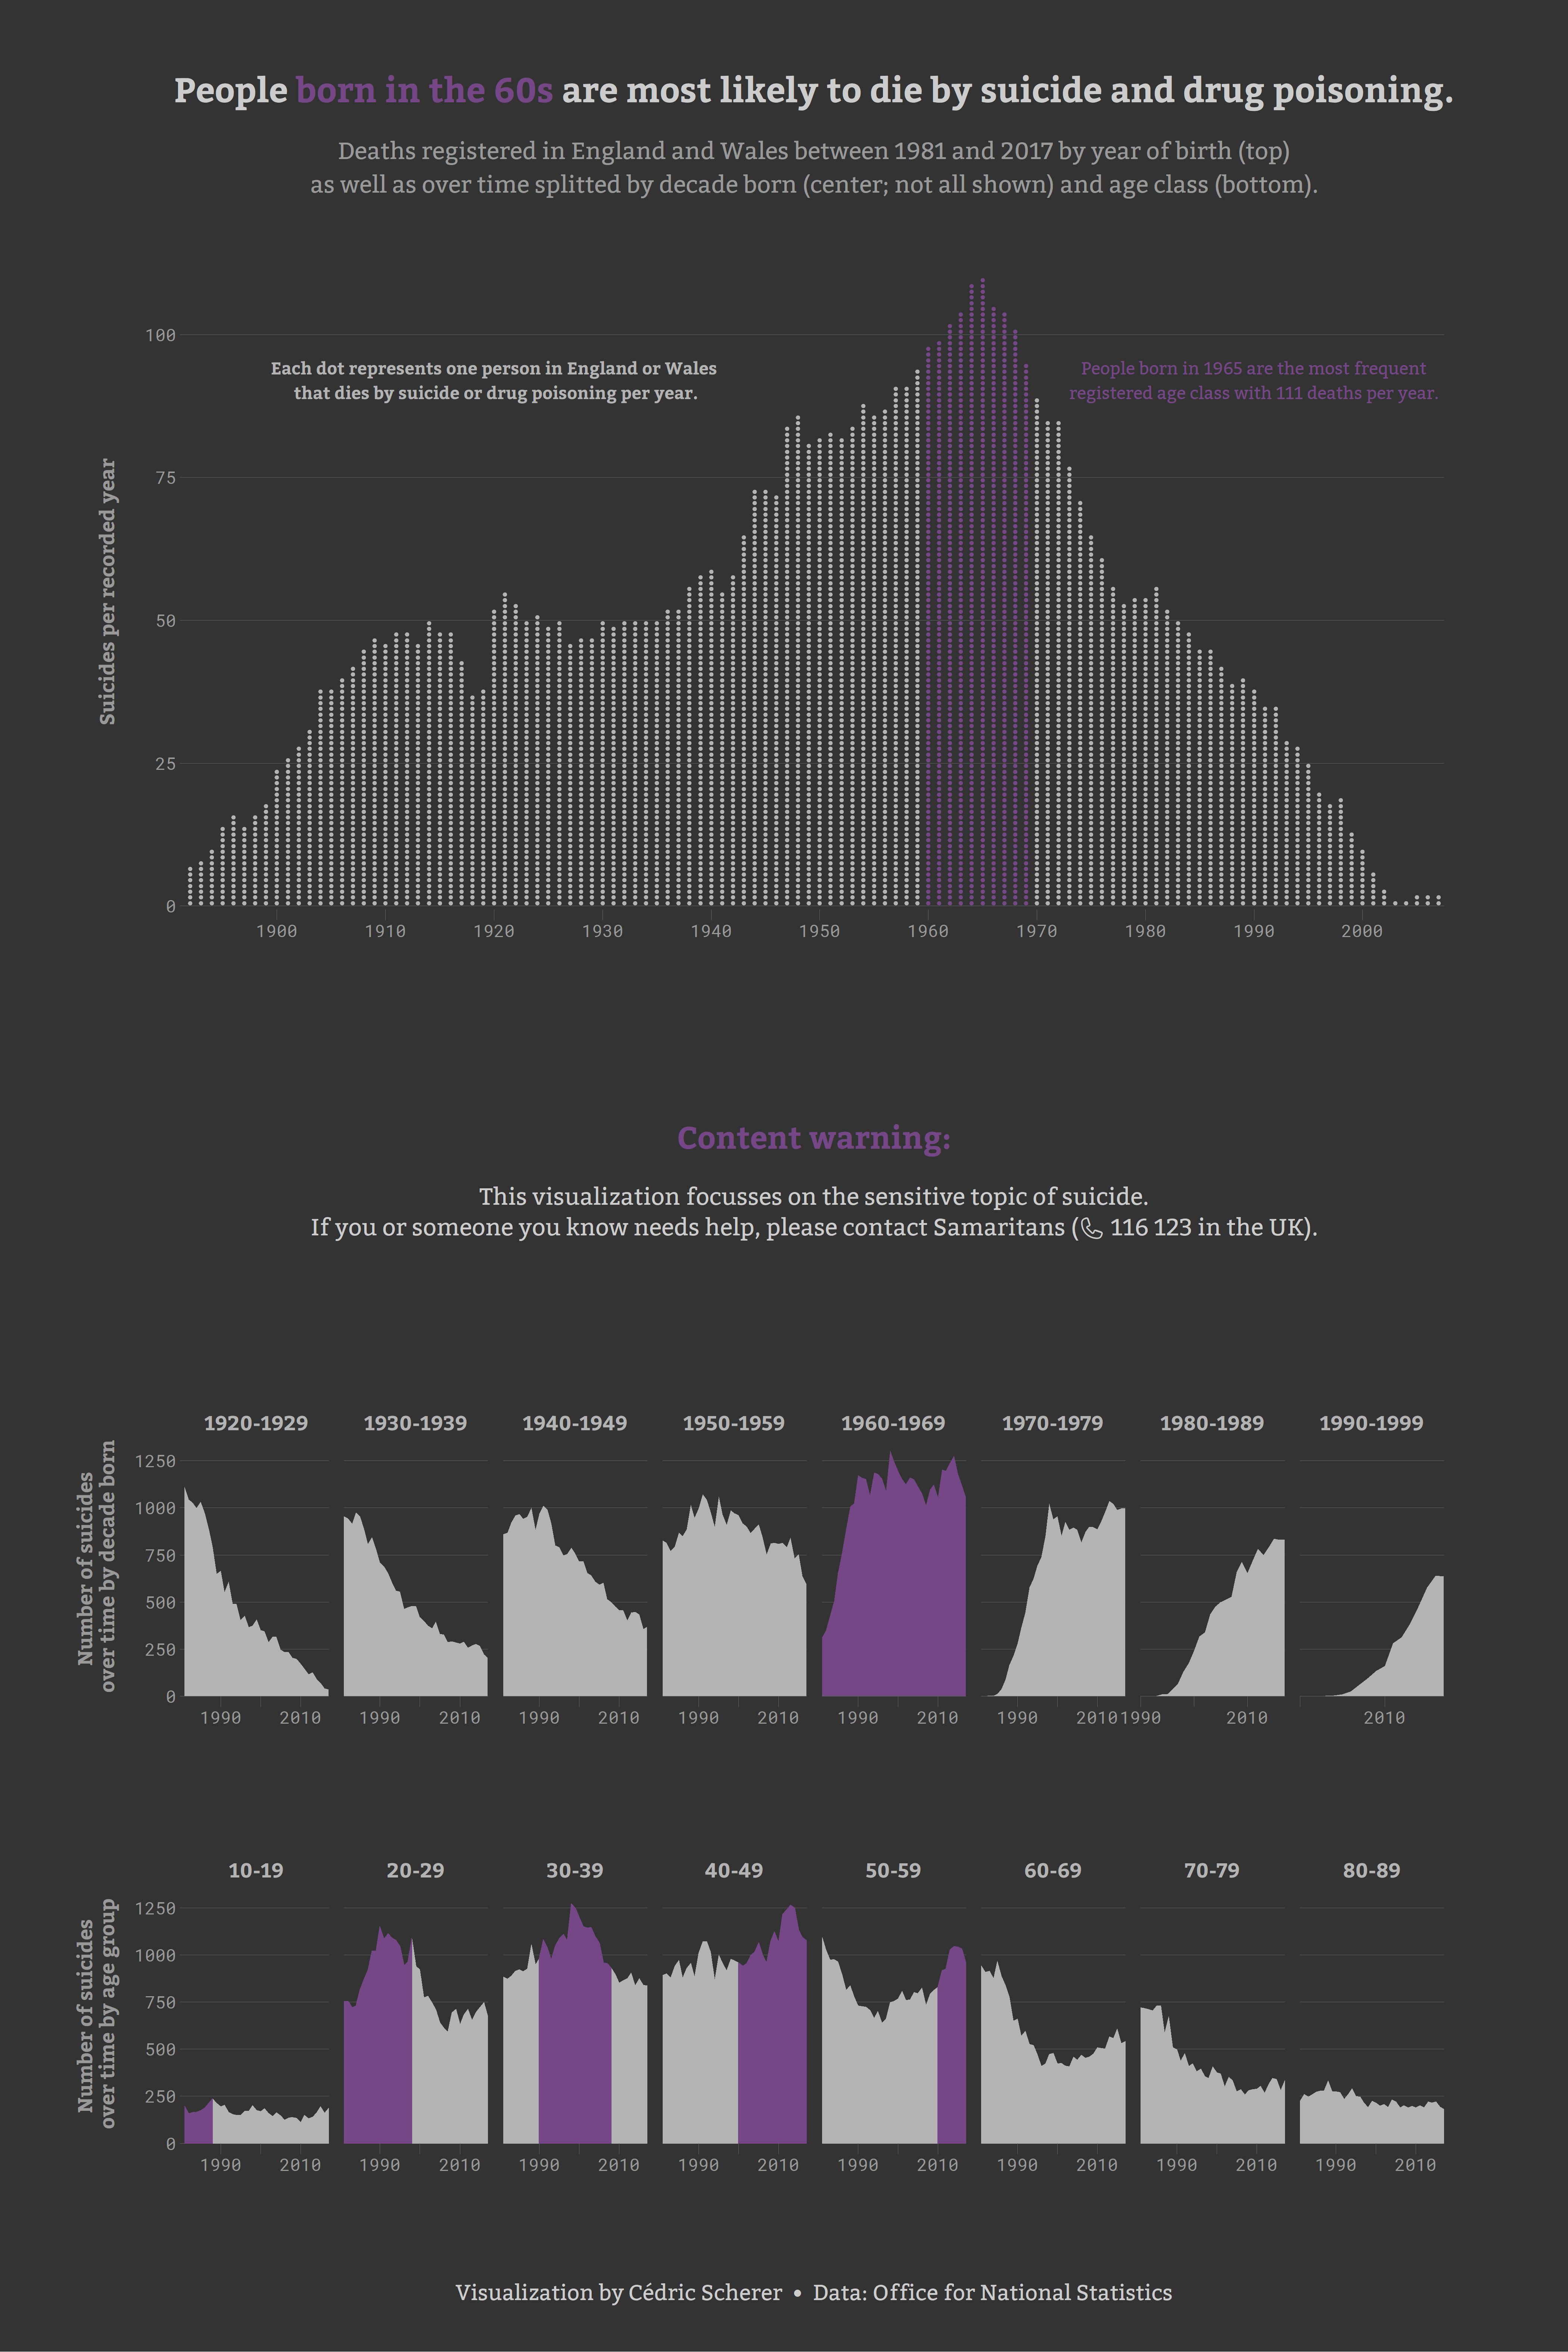 People born in the 60s are most likely to die by suicide and drug poisoning.
Deaths registered in England and Wales between 1981 and 2017 by year of birth (top)
as well as over time splitted by decade born (center; not all shown) and age class (bottom).
100
75
50
25
0
Suicides per recorded year
Each dot represents one person in England or Wales
that dies by suicide or drug poisoning per year.
People born in 1965 are the most frequent
registered age class with 111 deaths per year.
1900 1910 1920 1930 1940 1950 1960 1970 1980 1990 2000
Content warning:
This visualization focusses on the sensitive topic of suicide.
If you or someone you know needs help, please contact Samaritans (📞 116 123 in the UK).
1920-1929 1930-1939 1940-1949 1950-1959 1960-1969 1970-1979 1980-1989 1990-1999
Number of suicides
over time by decade born
1250
1000
750
500
250
0
1990 2010 1990 2010 1990 2010 1990 2010 1990 2010 1990 2010 1990 2010 2010
10-19 20-29 30-39 40-49 50-59 60-69 70-79 80-89
Number of suicides
over time by age group
1250
1000
750
500
250
0
1990 2010 1990 2010 1990 2010 1990 2010 1990 2010 1990 2010 1990 2010 1990 2010
Visualization by Cédric Scherer • Data: Office for National Statistics